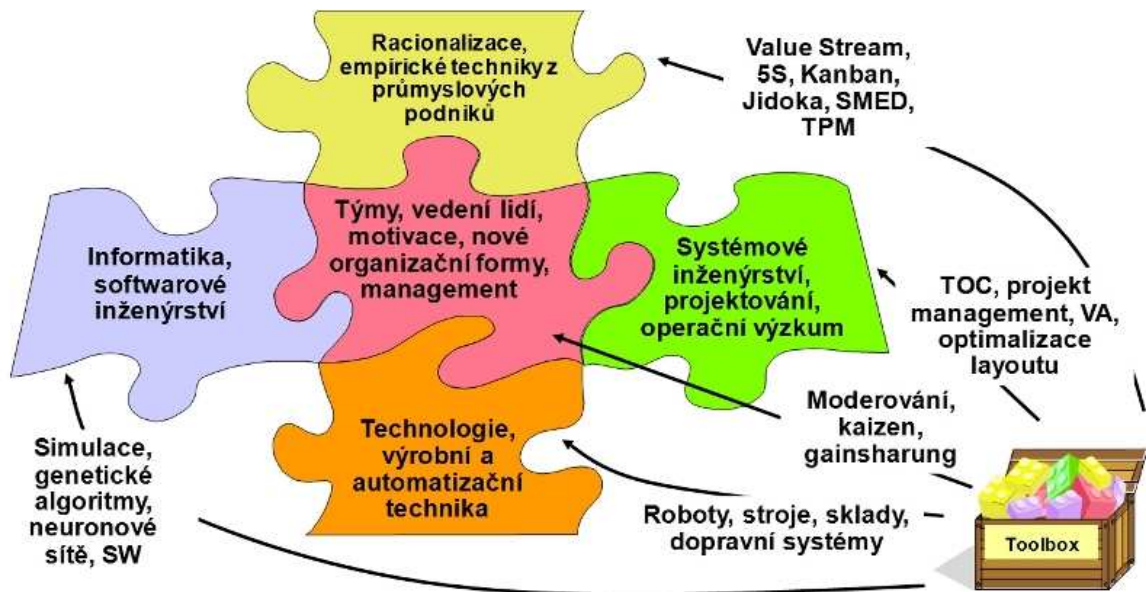 Racionalizace,
empirické techniky z
průmyslových
podniků
Value Stream,
5S, Kanban,
Jidoka, SMED,
TPM
Informatika,
softwarové
inženýrství
Týmy, vedení lidí,
motivace, nové
organizační formy,
management
Systémové
inženýrství,
projektování,
operační výzkum
TOC, projekt
management, VA,
optimalizace
layoutu
Technologie,
výrobní a
automatizační
technika
Moderování,
kaizen,
gainsharung
Simulace,
genetické
algoritmy,
neuronové
sítě, SW
Roboty, stroje, sklady,
dopravní systémy
Toolbox